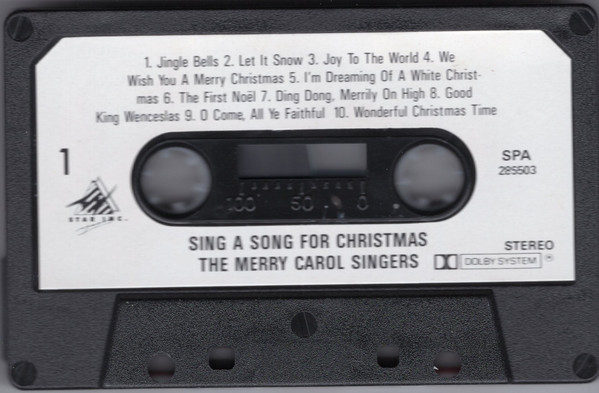 1. Jingle Bells 2. Let It Snow 3. Joy To The World 4. We
Wish You A Merry Christmas 5. I'm Dreaming Of A White Christ-
mas 6. The First Noël 7. Ding Dong, Merrily On High 8. Good
King Wenceslas 9. O Come, All Ye Faithful 10. Wonderful Christmas Time
1
SPA
285503
STAR INC.
100 50 0
SING A SONG FOR CHRISTMAS
THE MERRY CAROL SINGERS
STEREO
DOLBY SYSTEM ®